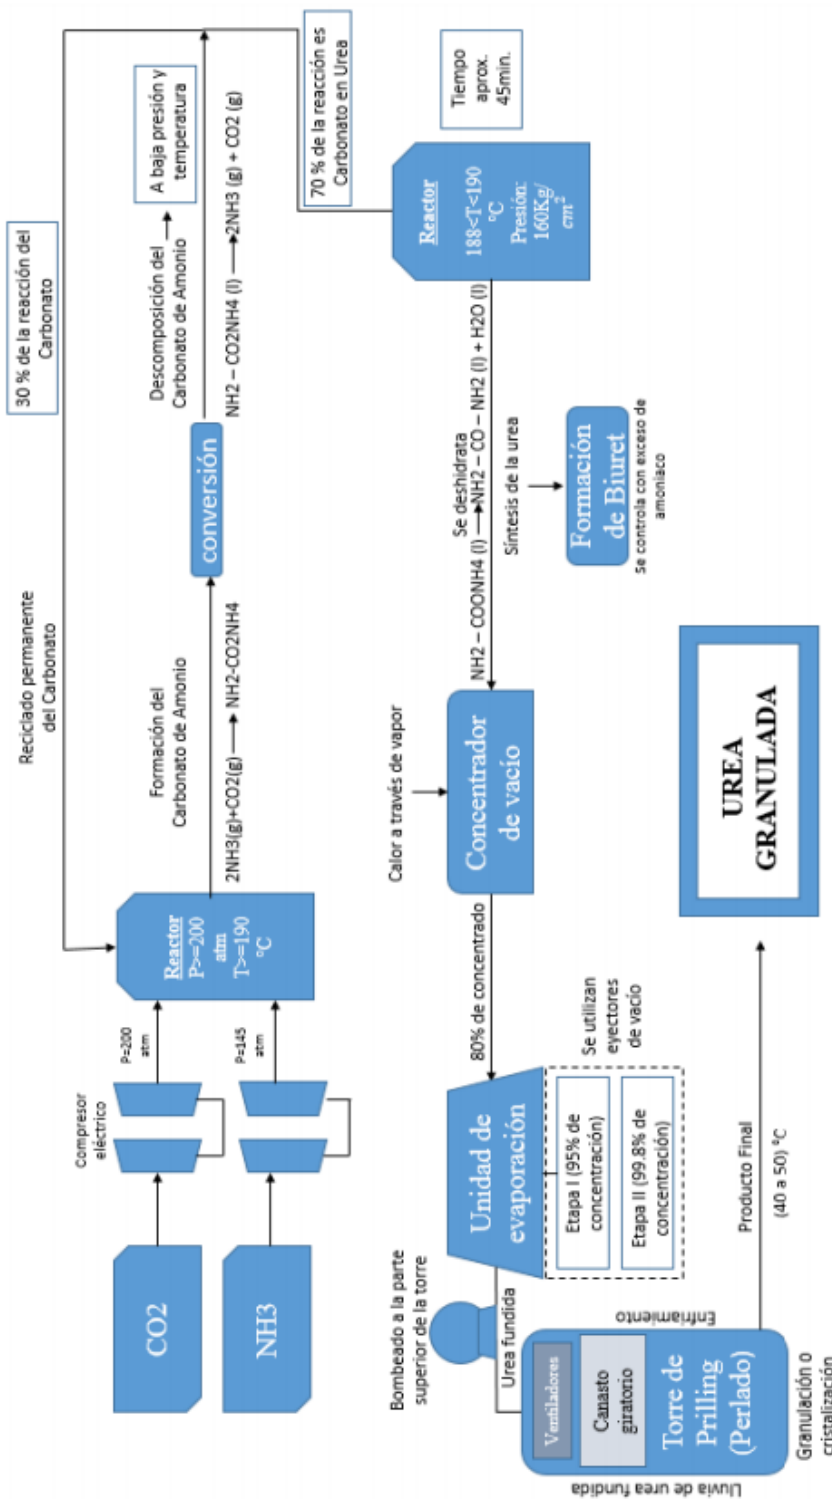 CO2
NH3
Compresor
eléctrico
P=200
atm
P=145
atm
Reactor
P>=200
atm
T>=190
°C
Reciclado permanente
del Carbonato
30 % de la reacción del
Carbonato
Formación del
Carbonato de Amonio
2NH3(g)+CO2(g) → NH2-CO2NH4
conversión
Descomposición del
Carbonato de Amonio
A baja presión y
temperatura
NH2 – CO2NH4 (l) → 2NH3 (g) + CO2 (g)
70 % de la reacción es
Carbonato en Urea
Tiempo
aprox.
45min.
Reactor
188<T<190
°C
Presión:
160Kg/
cm²
Se deshidrata
NH2 – COONH4 (l) → NH2 – CO – NH2 (l) + H2O (l)
Síntesis de la urea
Formación
de Biuret
Se controla con exceso de
amoniaco
Calor a través de vapor
Concentrador
de vacío
80% de concentrado
Unidad de
evaporación
Etapa I (95% de
concentración)
Etapa II (99.8% de
concentración)
Se utilizan
eyectores
de vacío
Bombeado a la parte
superior de la torre
Urea fundida
Ventiladores
Canasto
giratorio
Torre de
Prilling
(Perlado)
Lluvia de urea fundida
Enfriamiento
Granulación o
cristalización
Producto Final
(40 a 50) °C
UREA
GRANULADA